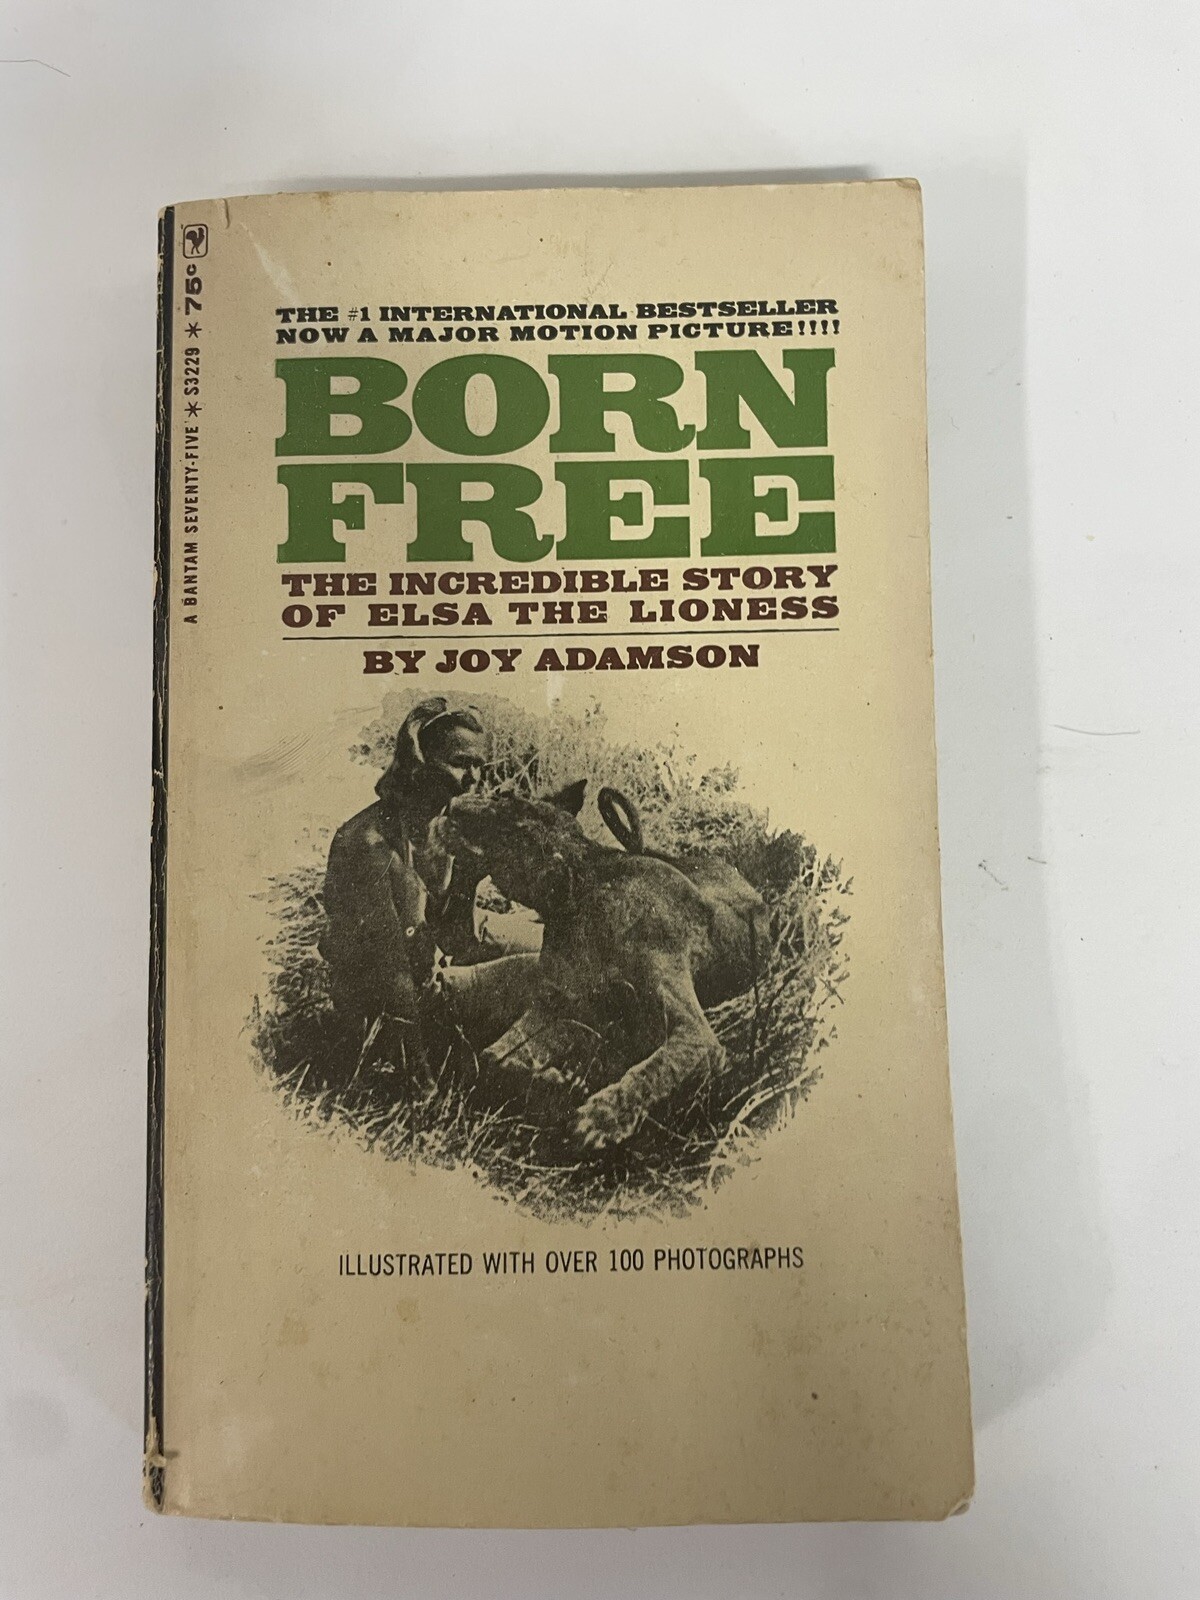 A BANTAM SEVENTY-FIVE * S3229 * 75c
THE #1 INTERNATIONAL BESTSELLER
NOW A MAJOR MOTION PICTURE!!!!
BORN
FREE
THE INCREDIBLE STORY
OF ELSA THE LIONESS
BY JOY ADAMSON
ILLUSTRATED WITH OVER 100 PHOTOGRAPHS